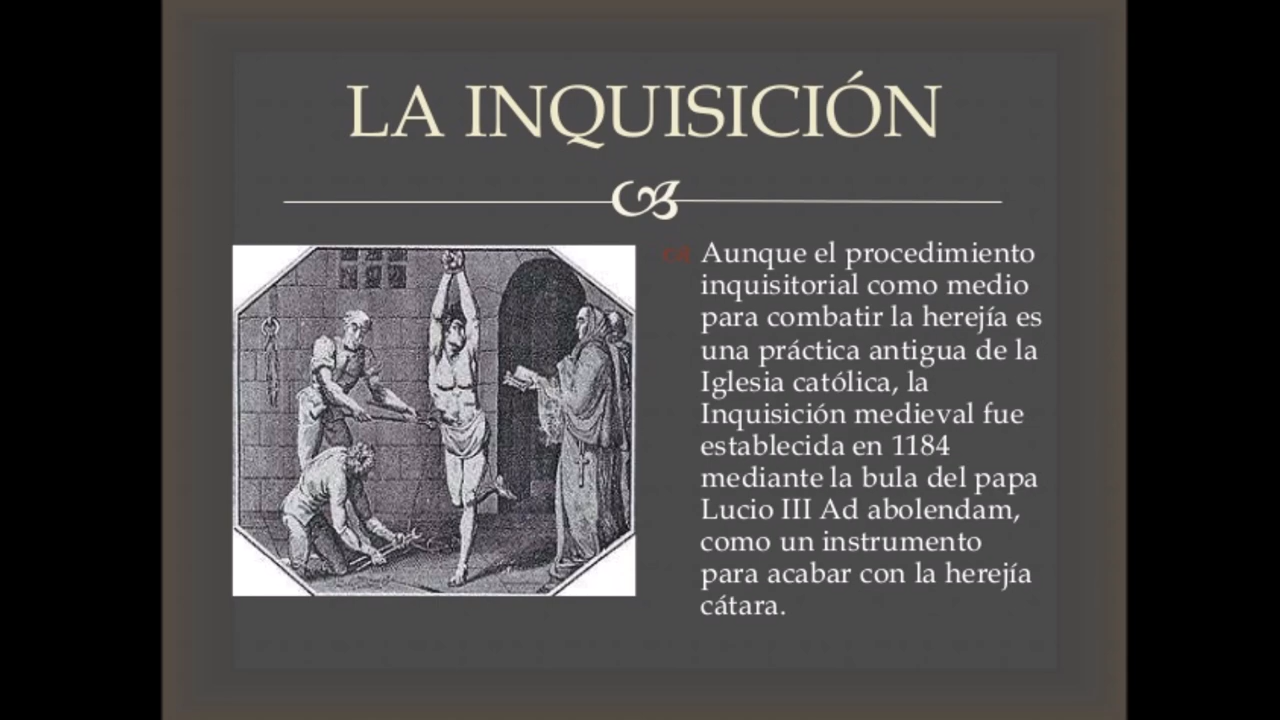 LA INQUISICIÓN
Aunque el procedimiento
inquisitorial como medio
para combatir la herejía es
una práctica antigua de la
Iglesia católica, la
Inquisición medieval fue
establecida en 1184
mediante la bula del papa
Lucio III Ad abolendam,
como un instrumento
para acabar con la herejía
cátara.